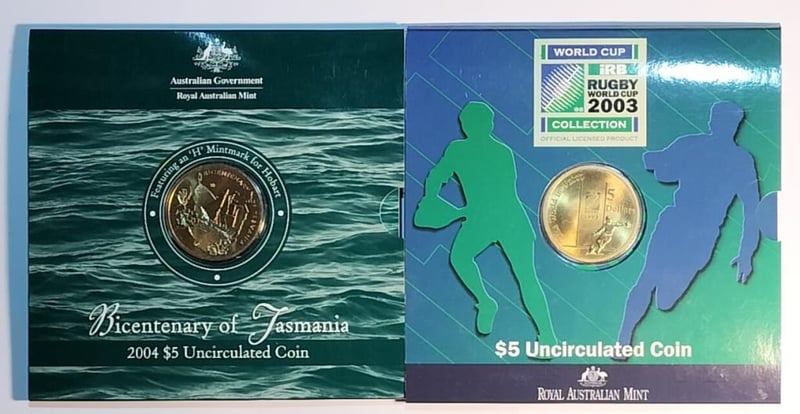 Australian Government
Royal Australian Mint
Featuring an 'H' Mintmark for Hobart
Bicentenary of Tasmania
2004 $5 Uncirculated Coin
WORLD CUP
iRB
RUGBY
WORLD CUP
2003
COLLECTION
OFFICIAL LICENSED PRODUCT
5
$5 Uncirculated Coin
ROYAL AUSTRALIAN MINT